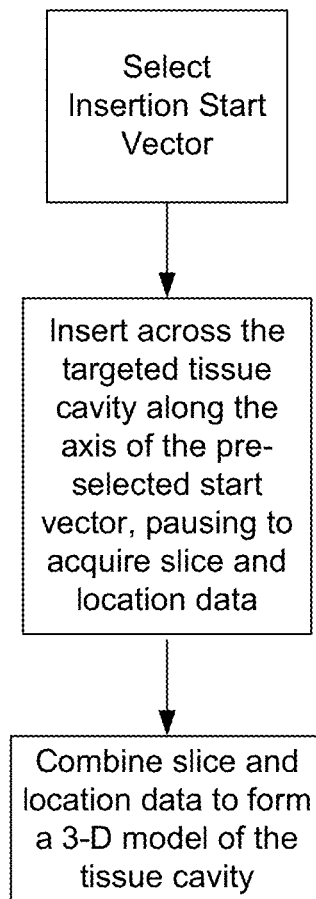 Select
Insertion Start
Vector
Insert across the
targeted tissue
cavity along the
axis of the pre-
selected start
vector, pausing to
acquire slice and
location data
Combine slice and
location data to form
a 3-D model of the
tissue cavity